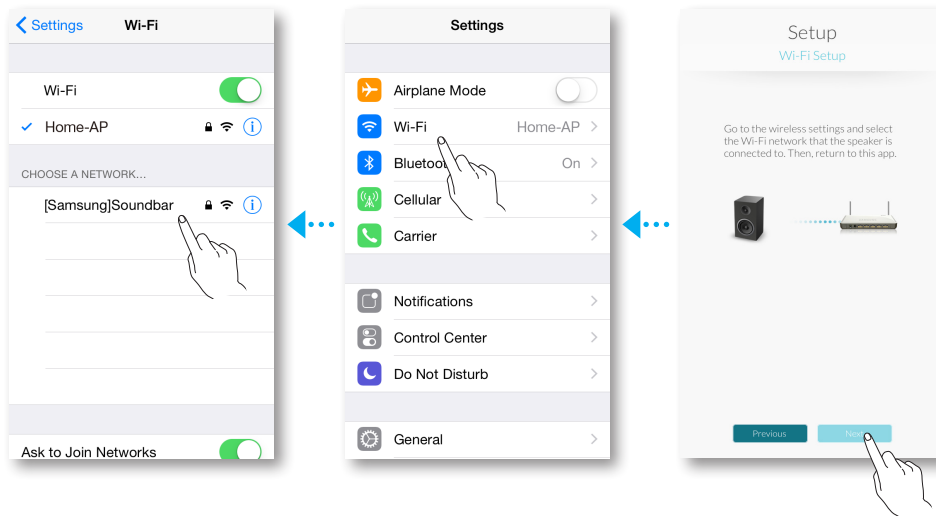 Settings
Wi-Fi
Wi-Fi
Home-AP
CHOOSE A NETWORK...
[Samsung]Soundbar
Ask to Join Networks
Settings
Airplane Mode
Wi-Fi Home-AP
Bluetoo On
Cellular
Carrier
Notifications
Control Center
Do Not Disturb
General
Setup
Wi-Fi Setup
Go to the wireless settings and select
the Wi-Fi network that the speaker is
connected to. Then, return to this app.
Previous
Nex